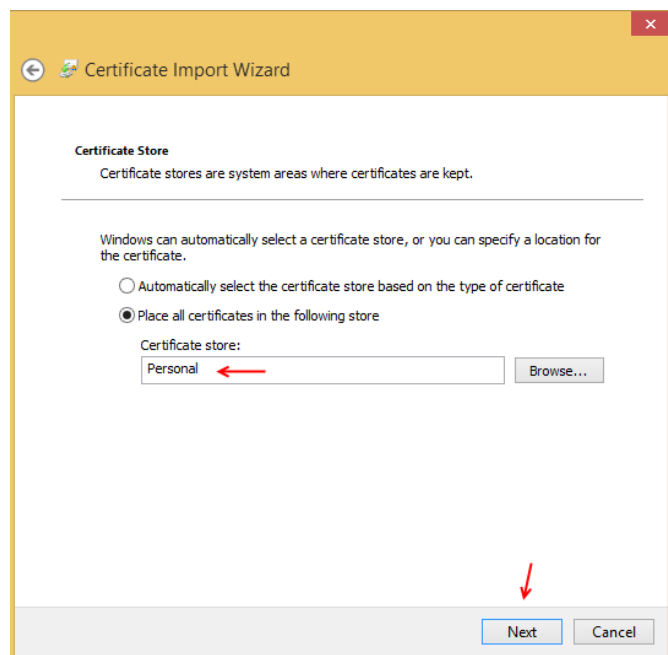 Certificate Import Wizard
Certificate Store
Certificate stores are system areas where certificates are kept.
Windows can automatically select a certificate store, or you can specify a location for
the certificate.
Automatically select the certificate store based on the type of certificate
Place all certificates in the following store
Certificate store:
Personal
Browse...
Next
Cancel